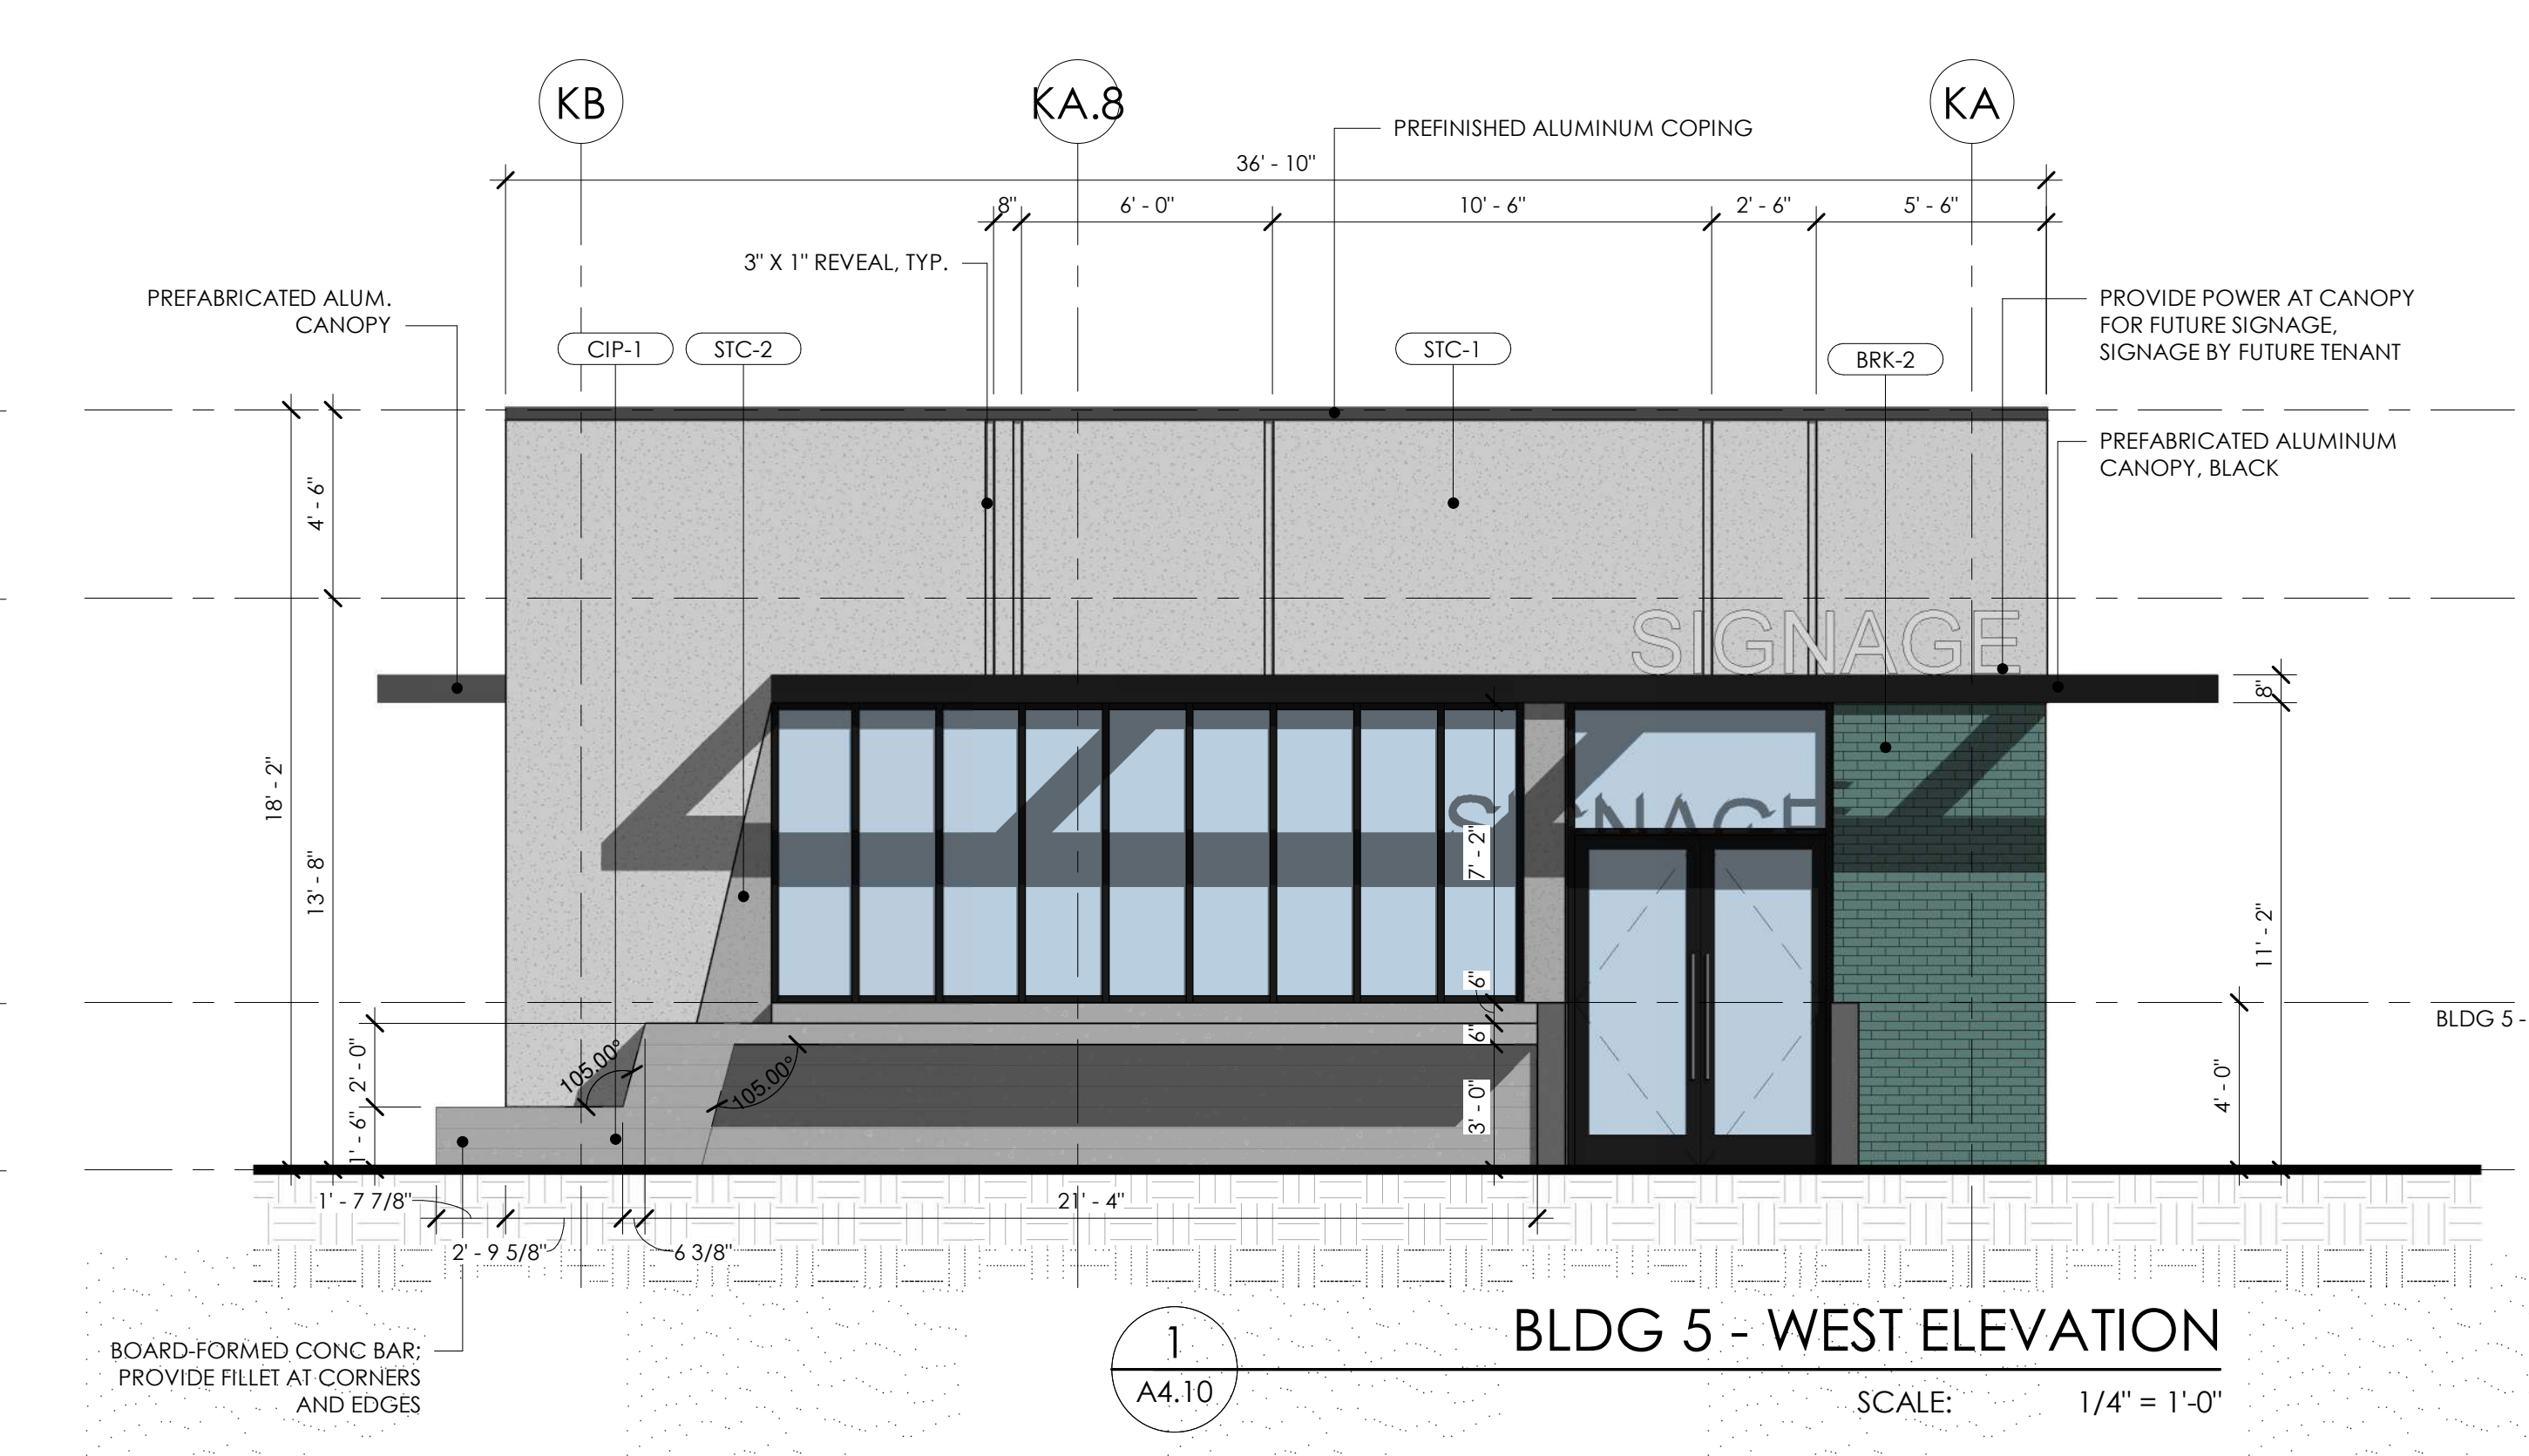 KB
KA.8
KA
PREFINISHED ALUMINUM COPING
36' - 10"
8"
6' - 0"
10' - 6"
2' - 6"
5' - 6"
3" X 1" REVEAL, TYP.
PREFABRICATED ALUM.
CANOPY
PROVIDE POWER AT CANOPY
FOR FUTURE SIGNAGE,
SIGNAGE BY FUTURE TENANT
CIP-1
STC-2
STC-1
BRK-2
PREFABRICATED ALUMINUM
CANOPY, BLACK
4' - 6"
SIGNAGE
8"
18' - 2"
13' - 8"
SIGNAGE
7' - 2"
11' - 2"
6"
6"
BLDG 5 -
2' - 0"
105.00°
105.00°
3' - 0"
4' - 0"
1' - 6"
1' - 7 7/8"
21' - 4"
2' - 9 5/8"
6 3/8"
BOARD-FORMED CONC BAR;
PROVIDE FILLET AT CORNERS
AND EDGES
1
A4.10
BLDG 5 - WEST ELEVATION
SCALE: 1/4" = 1'-0"